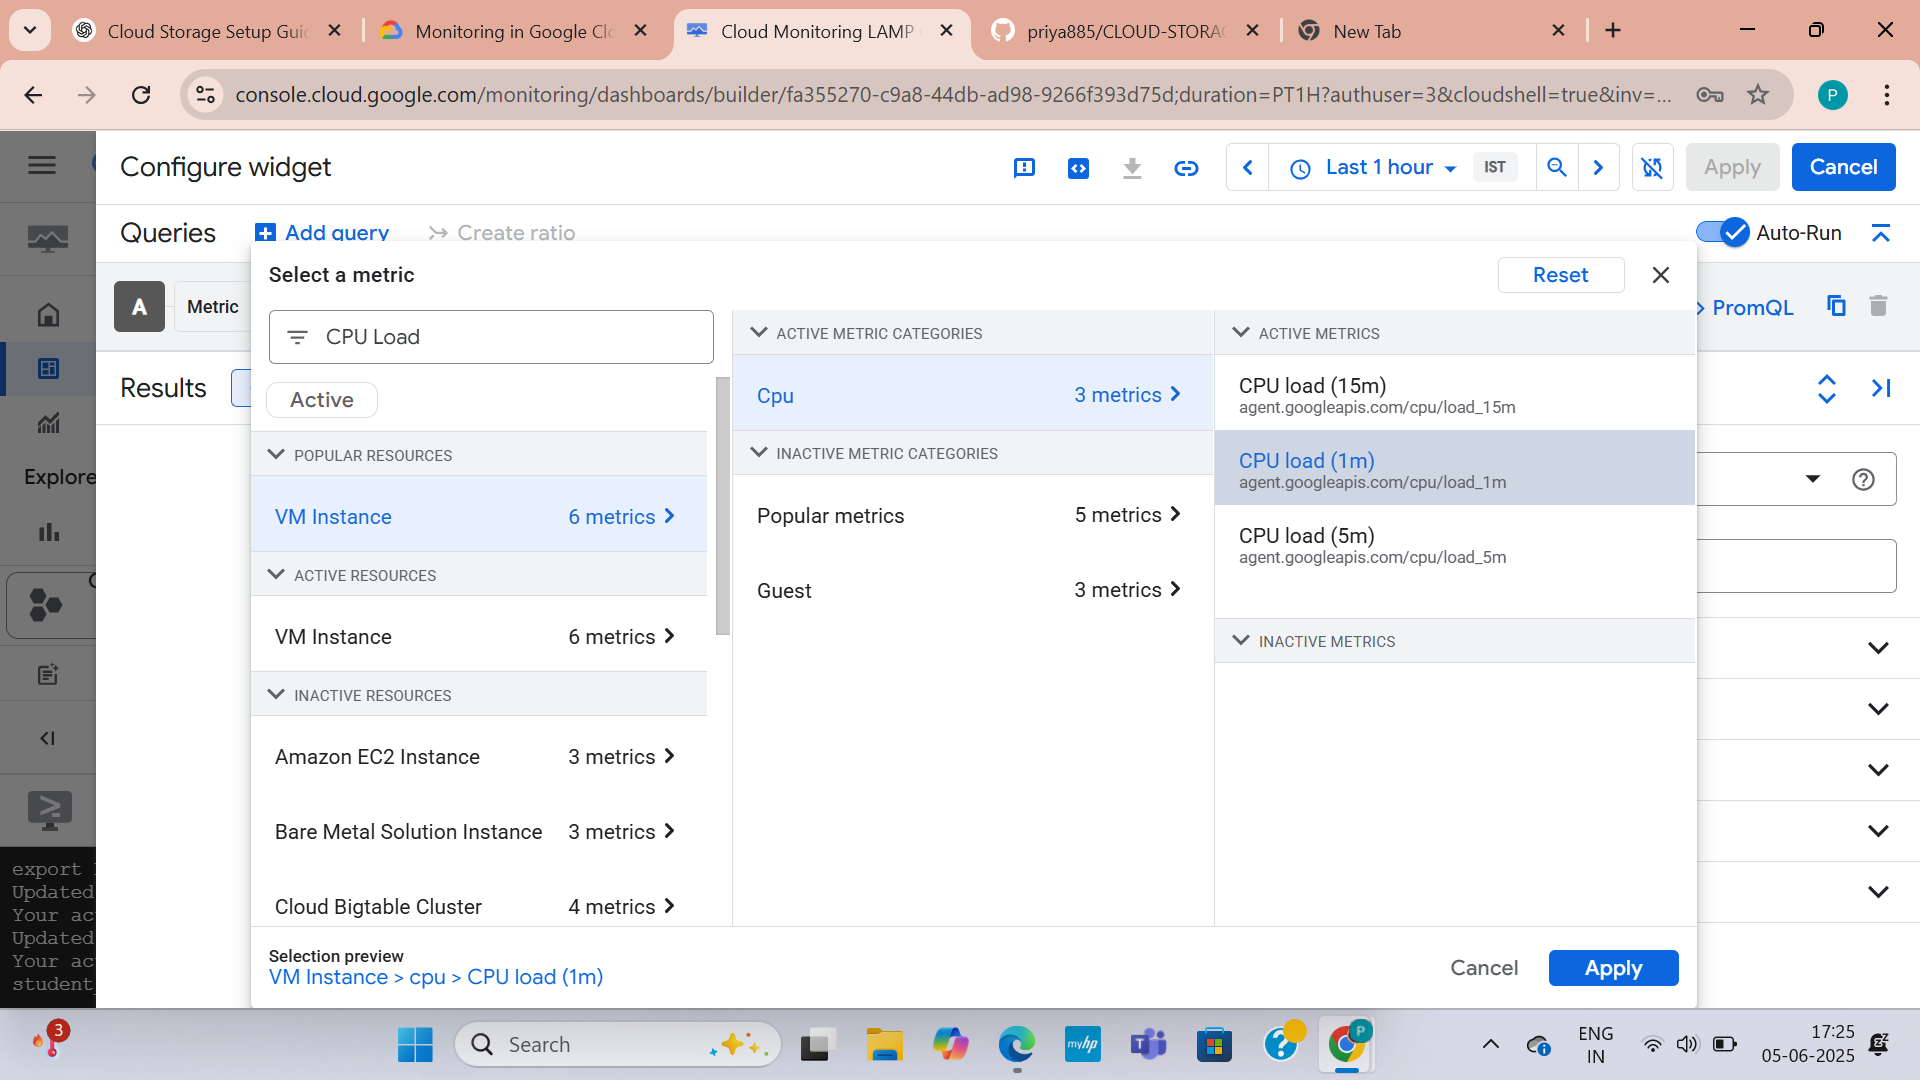 Cloud Storage Setup Guid
Monitoring in Google Clo
Cloud Monitoring LAMP
priya885/CLOUD-STORAG
New Tab
console.cloud.google.com/monitoring/dashboards/builder/fa355270-c9a8-44db-ad98-9266f393d75d;duration=PT1H?authuser=3&cloudshell=true&inv=...
P
Configure widget
Last 1 hour
IST
Apply
Cancel
Queries
Add query
Create ratio
Auto-Run
Select a metric
Reset
A
Metric
PromQL
CPU Load
Results
Active
POPULAR RESOURCES
VM Instance
6 metrics
ACTIVE RESOURCES
VM Instance
6 metrics
INACTIVE RESOURCES
Amazon EC2 Instance
3 metrics
Bare Metal Solution Instance
3 metrics
Cloud Bigtable Cluster
4 metrics
ACTIVE METRIC CATEGORIES
Cpu
3 metrics
INACTIVE METRIC CATEGORIES
Popular metrics
5 metrics
Guest
3 metrics
ACTIVE METRICS
CPU load (15m)
agent.googleapis.com/cpu/load_15m
CPU load (1m)
agent.googleapis.com/cpu/load_1m
CPU load (5m)
agent.googleapis.com/cpu/load_5m
INACTIVE METRICS
Selection preview
VM Instance > cpu > CPU load (1m)
Cancel
Apply
Explore
export
Updated
Your ac
Updated
Your ac
student
3
Search
myhp
P
ENG
IN
17:25
05-06-2025